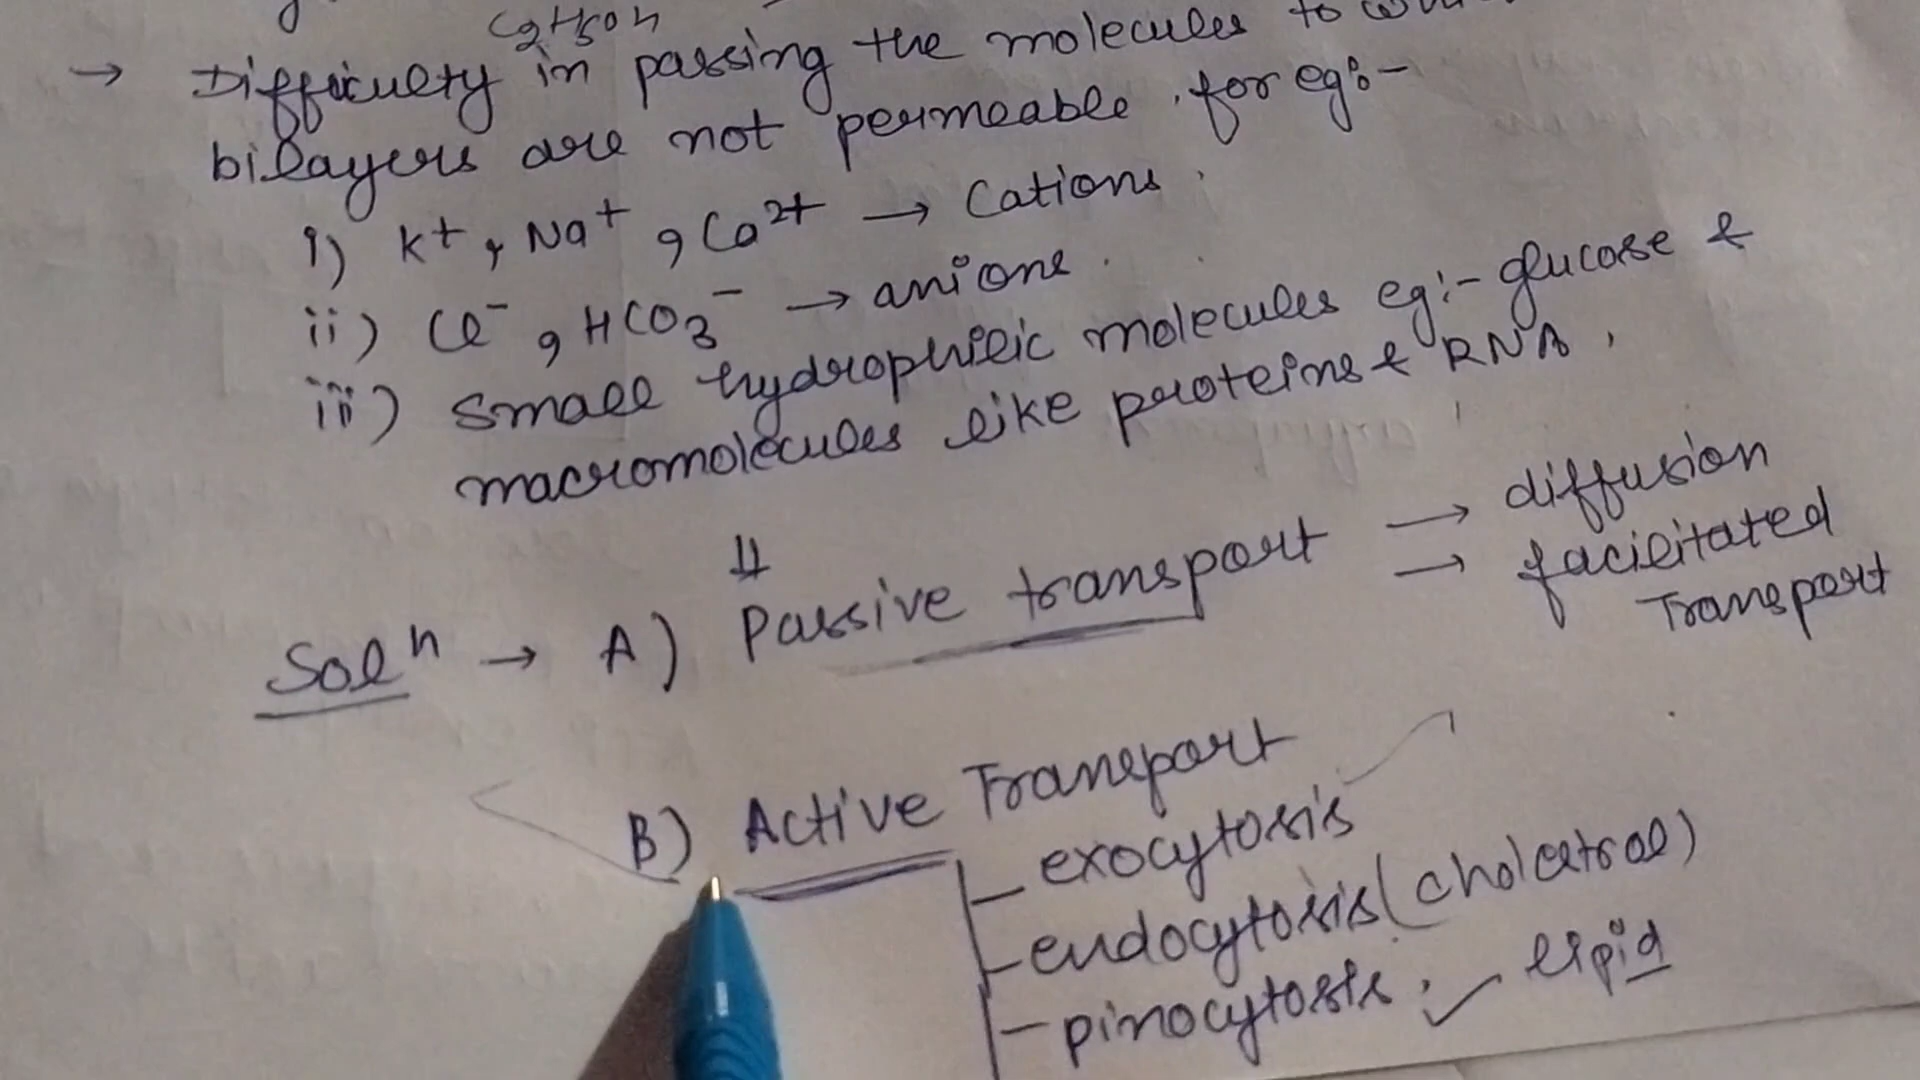 C2H5OH
→ Difficulty in passing the molecules to
bilayers are not permeable. for eg:-
i) K+, Na+, Ca2+ → Cations.
ii) Cl-, HCO3- → anions.
iii) Small hydrophilic molecules eg:- glucose &
macromolecules like proteins & RNA.
⇓
Solⁿ → A) Passive transport → diffusion
→ facilitated
Transport
B) Active Transport
- exocytosis
- endocytosis (cholestrol)
- pinocytosis. ✓ lipid